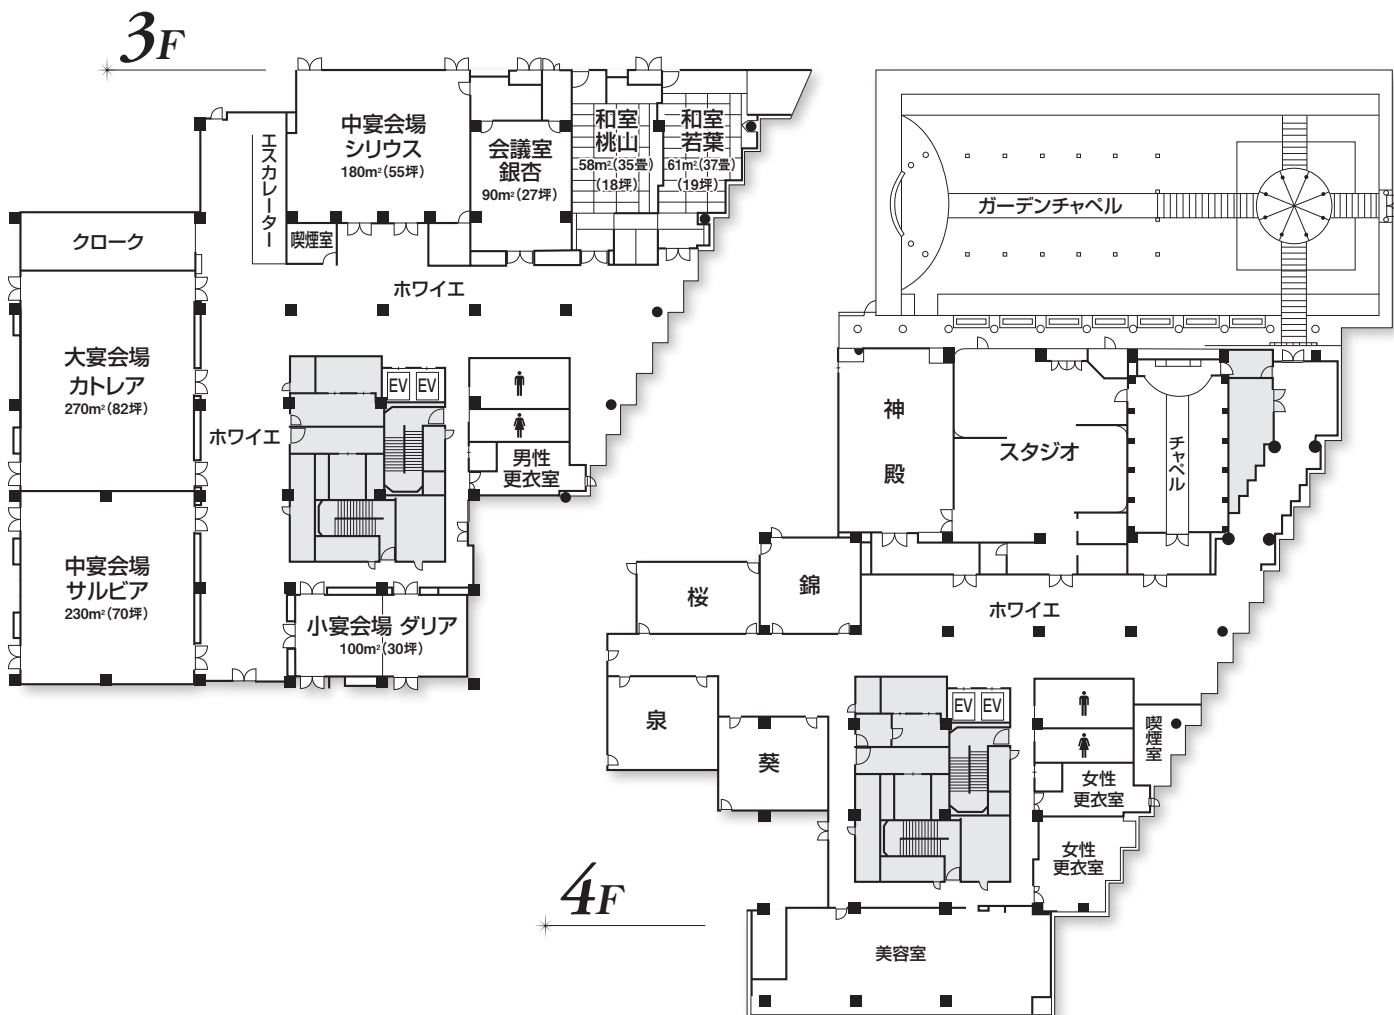 3F
中宴会場
シリウス
180m²(55坪)
会議室
銀杏
90m²(27坪)
和室
桃山
58m²(35畳)
(18坪)
和室
若葉
61m²(37畳)
(19坪)
エスカレーター
喫煙室
クローク
ホワイエ
大宴会場
カトレア
270m²(82坪)
ホワイエ
EV EV
男性
更衣室
中宴会場
サルビア
230m²(70坪)
小宴会場 ダリア
100m²(30坪)
4F
ガーデンチャペル
神殿
スタジオ
チャペル
桜
錦
ホワイエ
泉
葵
EV EV
喫煙室
女性
更衣室
女性
更衣室
美容室